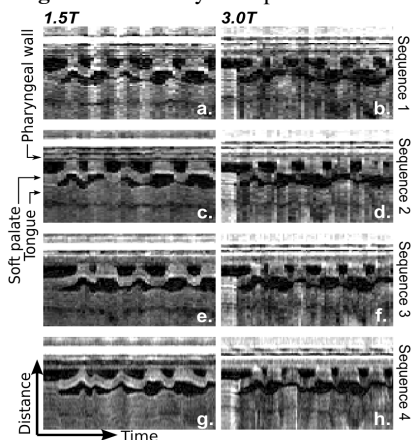 1.5T 3.0T
Pharyngeal wall
Soft palate
Tongue
a. b. Sequence 1
c. d. Sequence 2
e. f. Sequence 3
g. h. Sequence 4
Distance
Time